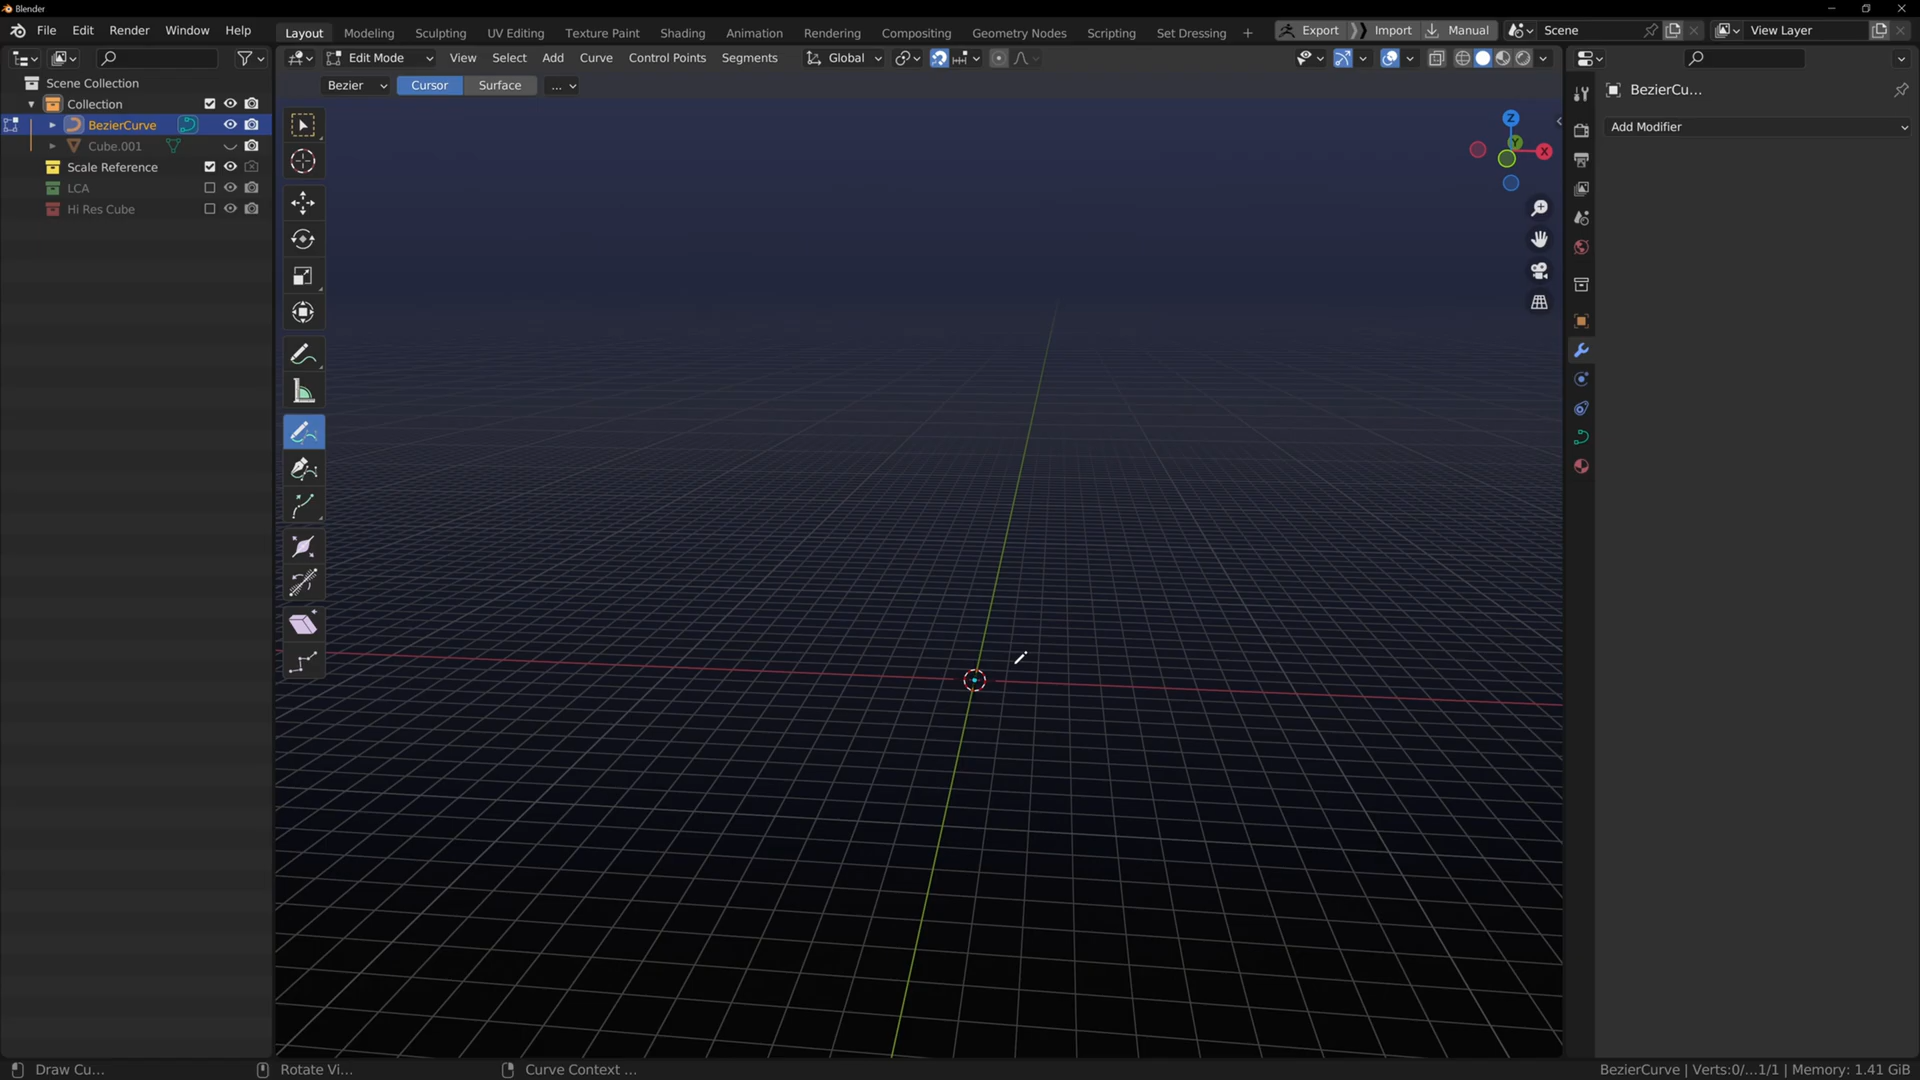 Blender
File Edit Render Window Help
Layout Modeling Sculpting UV Editing Texture Paint Shading Animation Rendering Compositing Geometry Nodes Scripting Set Dressing +
Export Import Manual Scene View Layer
Edit Mode View Select Add Curve Control Points Segments Global
Bezier Cursor Surface ...
Scene Collection
Collection
BezierCurve
Cube.001
Scale Reference
LCA
Hi Res Cube
Z
Y
X
BezierCu...
Add Modifier
Draw Cu... Rotate Vi... Curve Context ... BezierCurve | Verts:0/...1/1 | Memory: 1.41 GiB